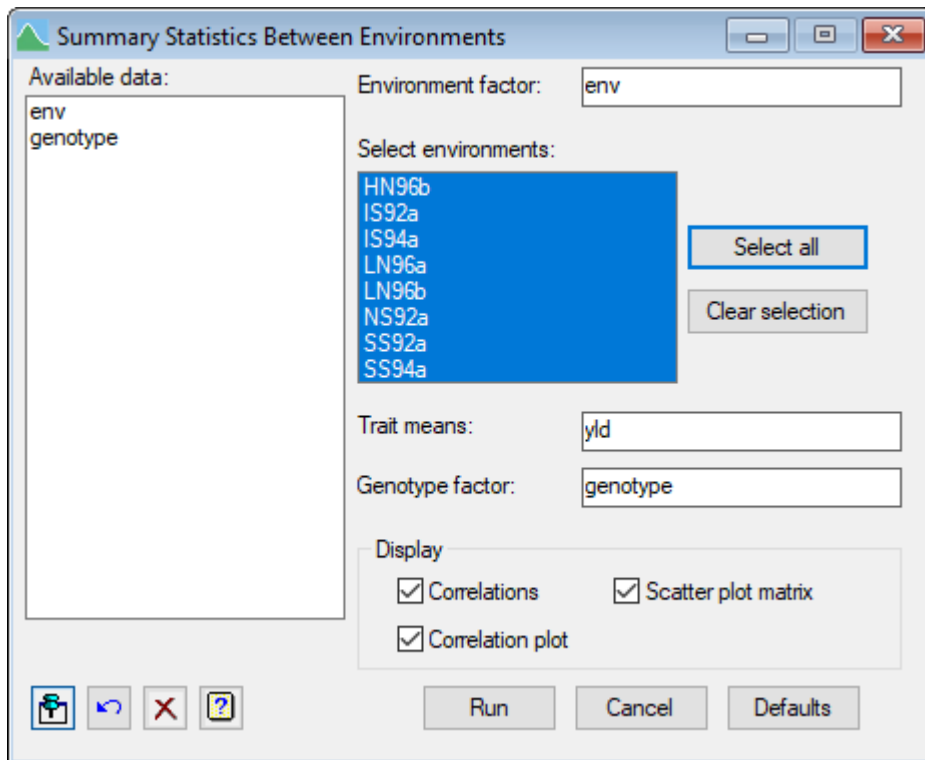 Summary Statistics Between Environments
Available data:
env
genotype
Environment factor: env
Select environments:
HN96b
IS92a
IS94a
LN96a
LN96b
NS92a
SS92a
SS94a
Select all
Clear selection
Trait means: yld
Genotype factor: genotype
Display
Correlations Scatter plot matrix
Correlation plot
? Run Cancel Defaults